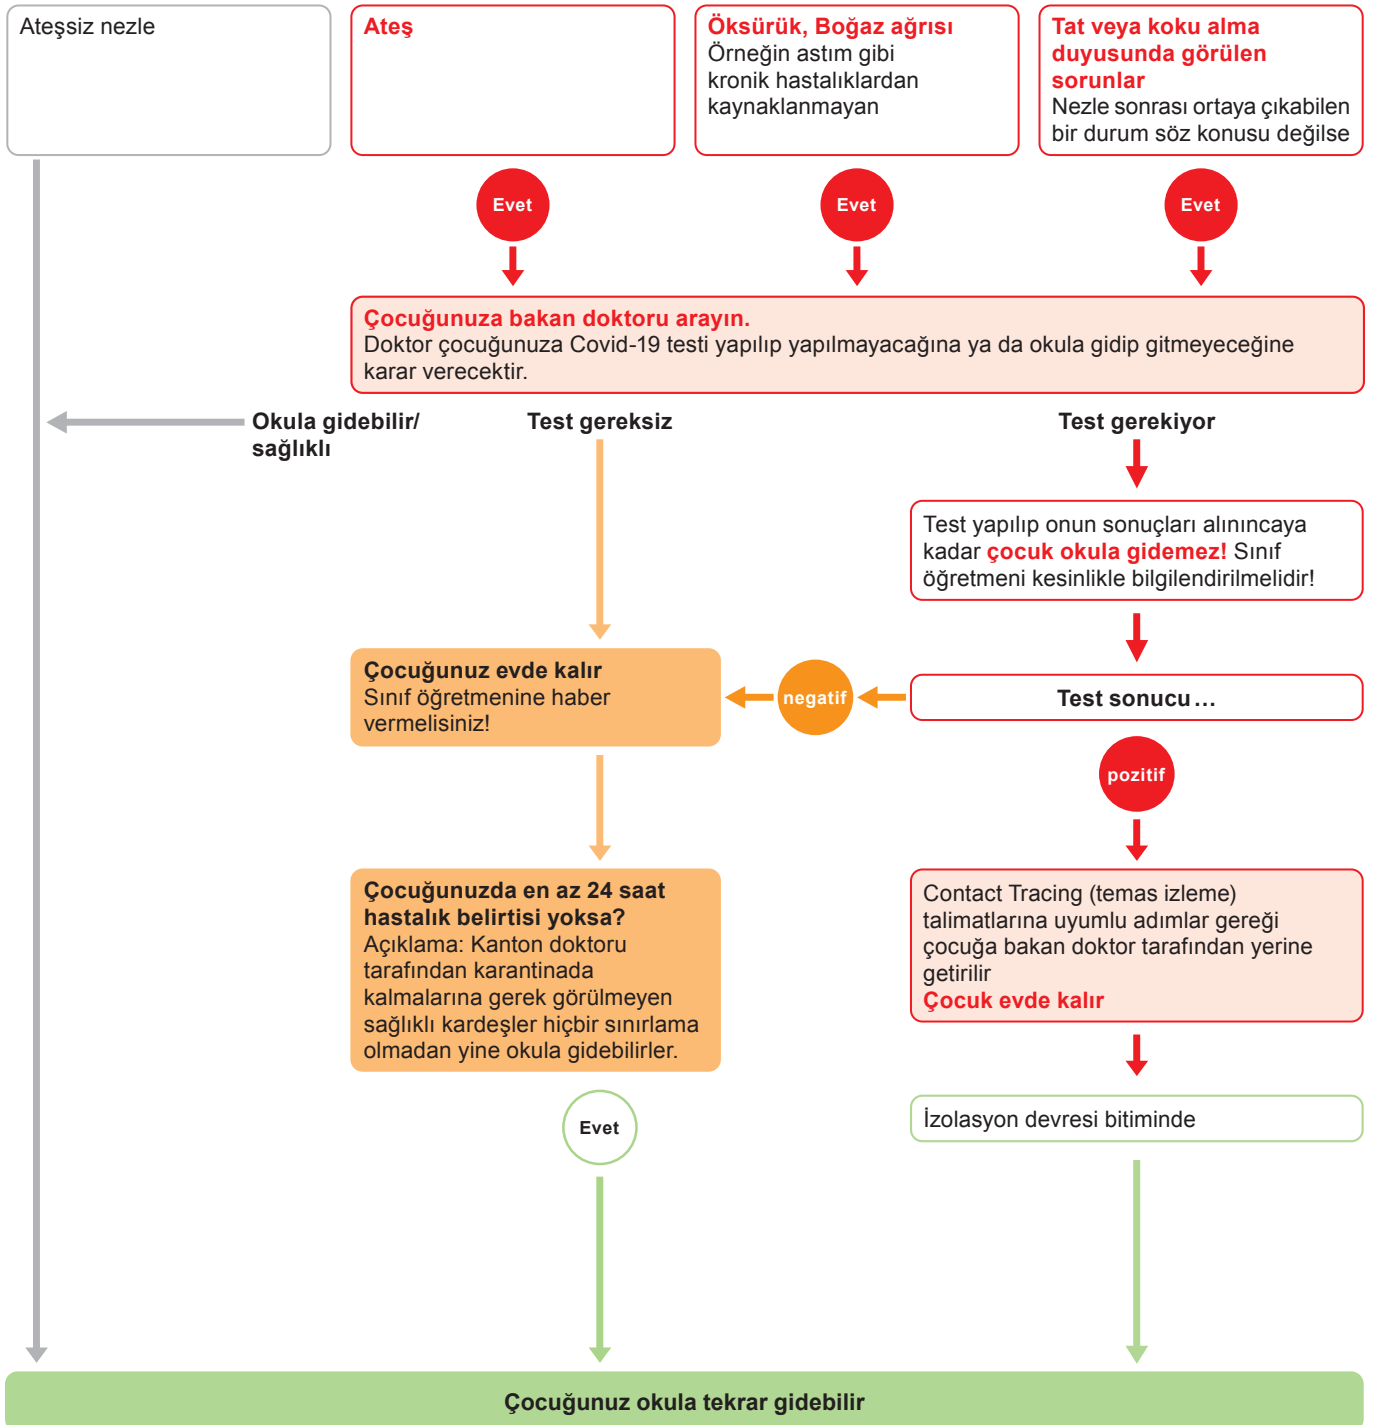 Ateşsiz nezle
Ateş
Öksürük, Boğaz ağrısı
Örneğin astım gibi
kronik hastalıklardan
kaynaklanmayan
Tat veya koku alma
duyusunda görülen
sorunlar
Nezle sonrası ortaya çıkabilen
bir durum söz konusu değilse
Evet
Evet
Evet
Çocuğunuza bakan doktoru arayın.
Doktor çocuğunuza Covid-19 testi yapılıp yapılmayacağına ya da okula gidip gitmeyeceğine
karar verecektir.
Okula gidebilir/
sağlıklı
Test gereksiz
Test gerekiyor
Test yapılıp onun sonuçları alınıncaya
kadar çocuk okula gidemez! Sınıf
öğretmeni kesinlikle bilgilendirilmelidir!
Çocuğunuz evde kalır
Sınıf öğretmenine haber
vermelisiniz!
negatif
Test sonucu ...
pozitif
Çocuğunuzda en az 24 saat
hastalık belirtisi yoksa?
Açıklama: Kanton doktoru
tarafından karantinada
kalmalarına gerek görülmeyen
sağlıklı kardeşler hiçbir sınırlama
olmadan yine okula gidebilirler.
Contact Tracing (temas izleme)
talimatlarına uyumlu adımlar gereği
çocuğa bakan doktor tarafından yerine
getirilir
Çocuk evde kalır
Evet
İzolasyon devresi bitiminde
Çocuğunuz okula tekrar gidebilir